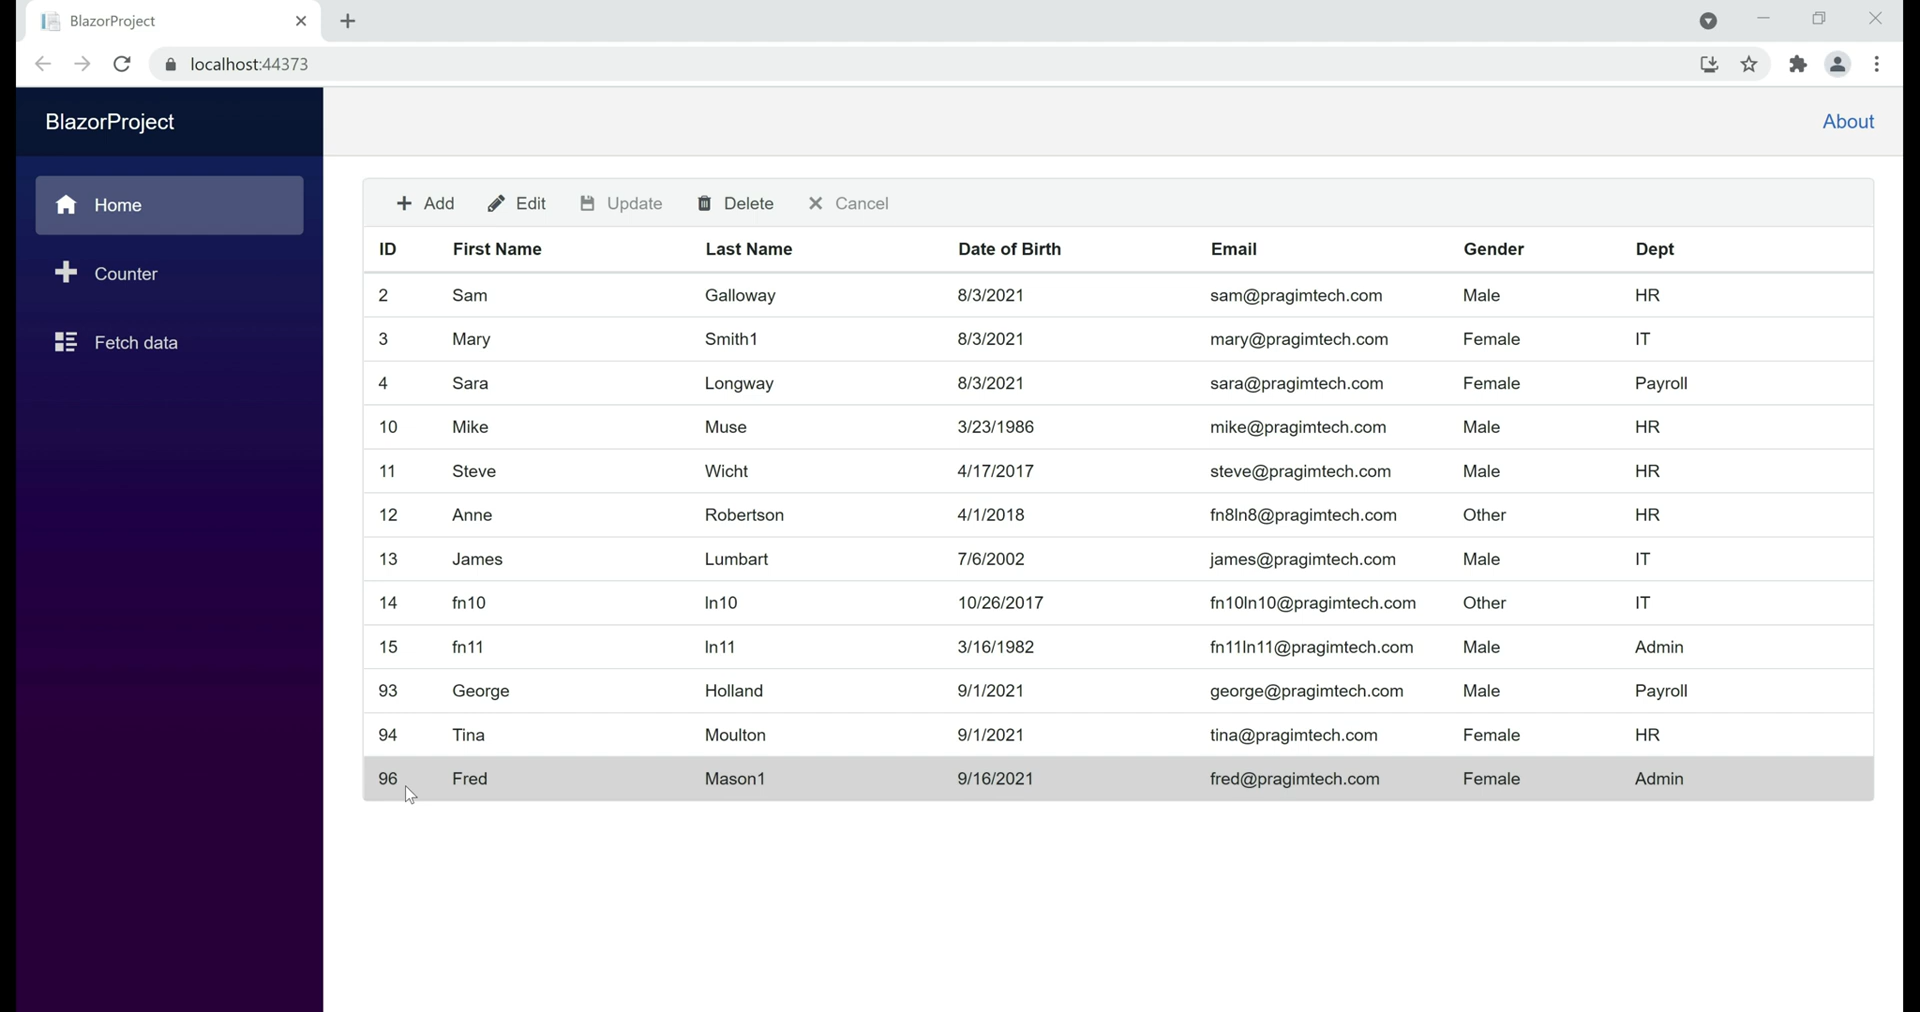 BlazorProject
localhost:44373
BlazorProject
About
Home
Counter
Fetch data
Add Edit Update Delete Cancel
ID First Name Last Name Date of Birth Email Gender Dept
2 Sam Galloway 8/3/2021 sam@pragimtech.com Male HR
3 Mary Smith1 8/3/2021 mary@pragimtech.com Female IT
4 Sara Longway 8/3/2021 sara@pragimtech.com Female Payroll
10 Mike Muse 3/23/1986 mike@pragimtech.com Male HR
11 Steve Wicht 4/17/2017 steve@pragimtech.com Male HR
12 Anne Robertson 4/1/2018 fn8ln8@pragimtech.com Other HR
13 James Lumbart 7/6/2002 james@pragimtech.com Male IT
14 fn10 ln10 10/26/2017 fn10ln10@pragimtech.com Other IT
15 fn11 ln11 3/16/1982 fn11ln11@pragimtech.com Male Admin
93 George Holland 9/1/2021 george@pragimtech.com Male Payroll
94 Tina Moulton 9/1/2021 tina@pragimtech.com Female HR
96 Fred Mason1 9/16/2021 fred@pragimtech.com Female Admin